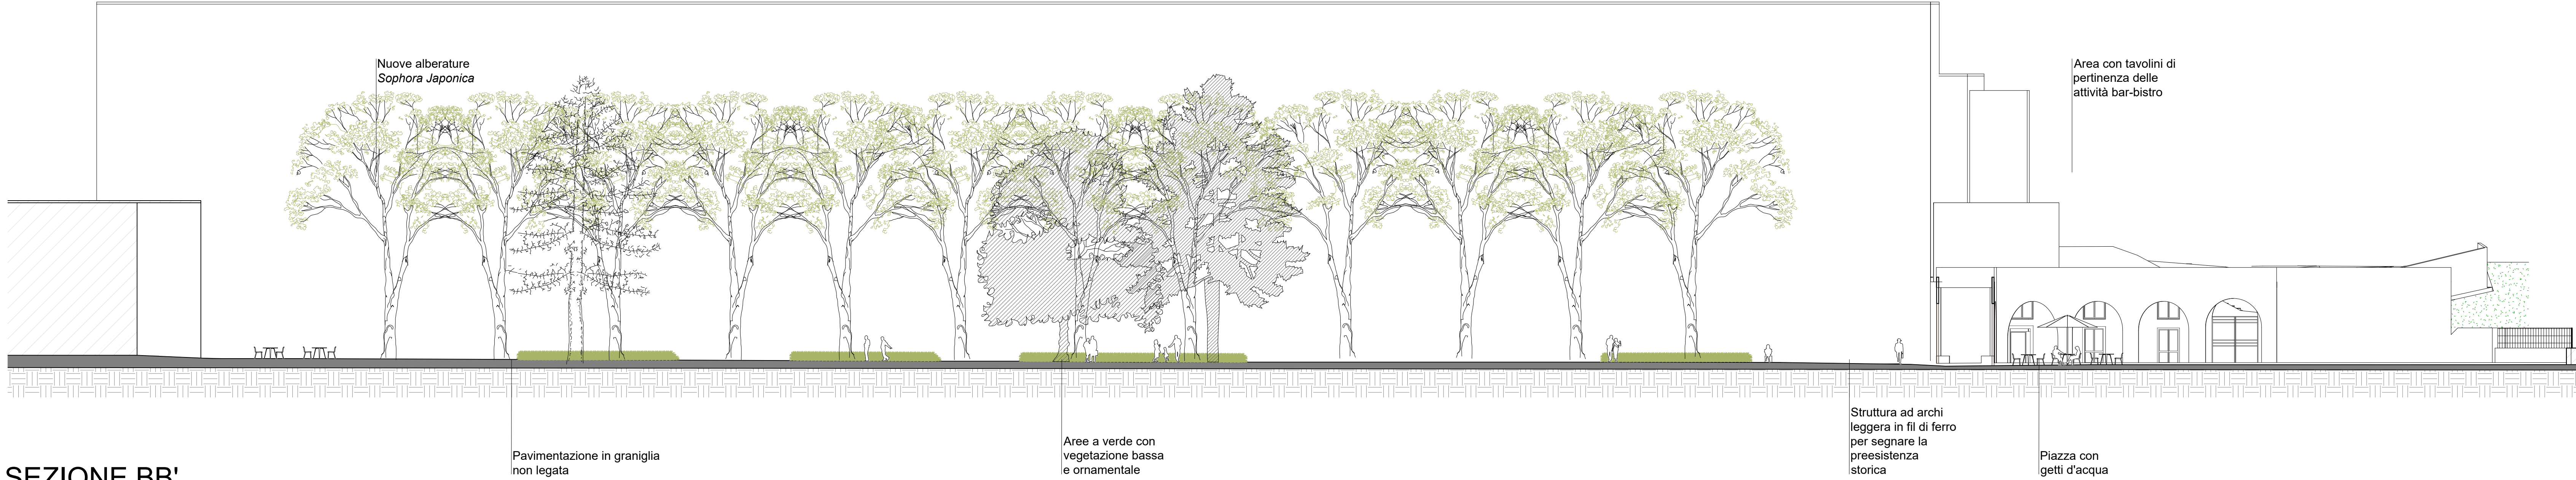 Nuove alberature
Sophora Japonica
Area con tavolini di
pertinenza delle
attività bar-bistro
Pavimentazione in graniglia
non legata
Aree a verde con
vegetazione bassa
e ornamentale
Struttura ad archi
leggera in fil di ferro
per segnare la
preesistenza
storica
Piazza con
getti d'acqua
SEZIONE BB'